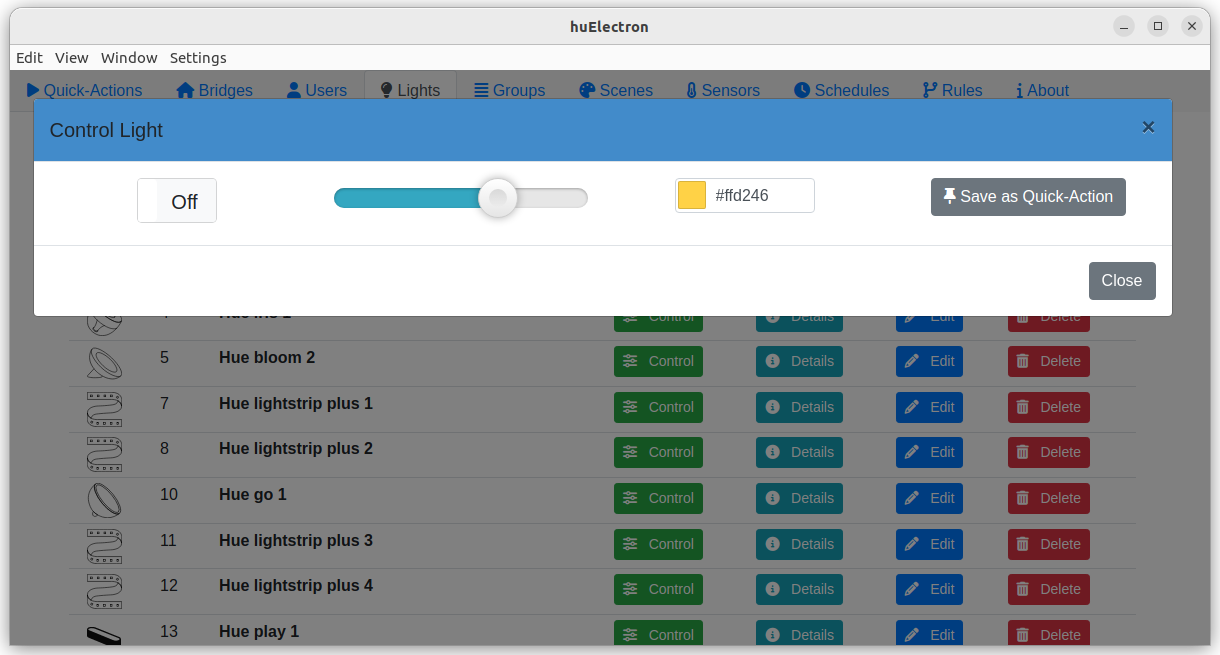 huElectron
Edit View Window Settings
Quick-Actions Bridges Users Lights Groups Scenes Sensors Schedules Rules About
Control Light ×
Off #ffd246 Save as Quick-Action
Close
Control Details Edit Delete
5 Hue bloom 2 Control Details Edit Delete
7 Hue lightstrip plus 1 Control Details Edit Delete
8 Hue lightstrip plus 2 Control Details Edit Delete
10 Hue go 1 Control Details Edit Delete
11 Hue lightstrip plus 3 Control Details Edit Delete
12 Hue lightstrip plus 4 Control Details Edit Delete
13 Hue play 1 Control Details Edit Delete